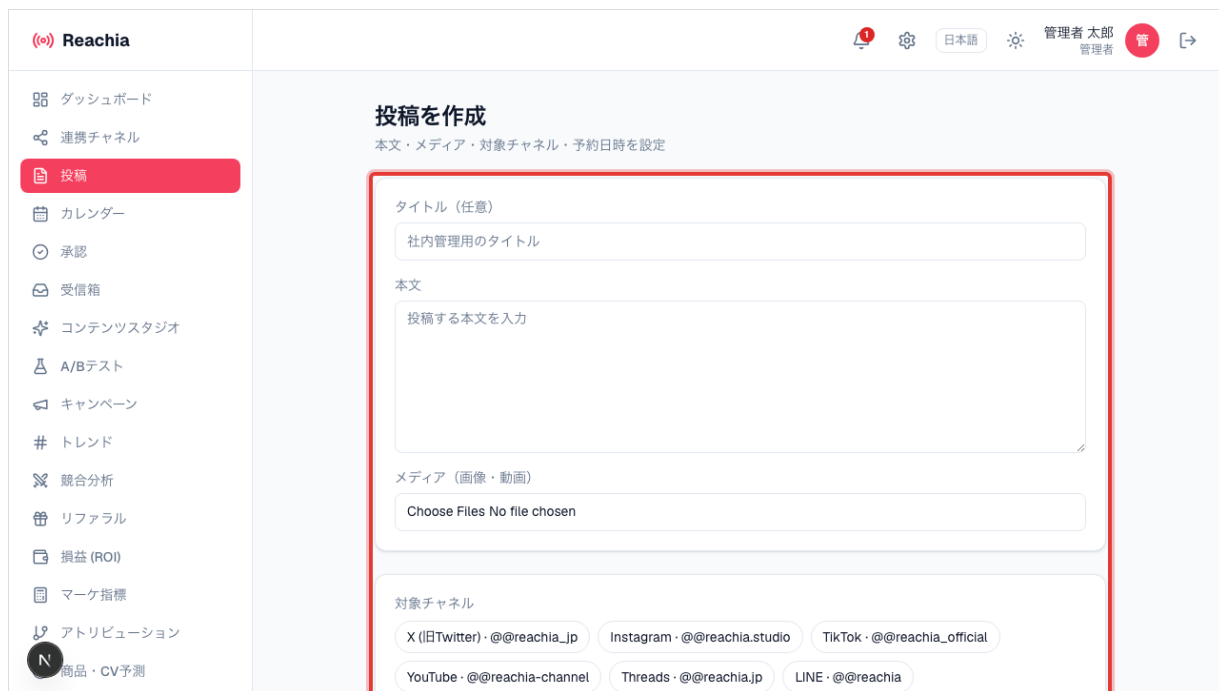 Reachia
1
日本語
管理者 太郎
管理者
管
ダッシュボード
連携チャネル
投稿
カレンダー
承認
受信箱
コンテンツスタジオ
A/Bテスト
キャンペーン
トレンド
競合分析
リファラル
損益 (ROI)
マーケ指標
アトリビューション
N
商品・CV予測
投稿を作成
本文・メディア・対象チャネル・予約日時を設定
タイトル（任意）
社内管理用のタイトル
本文
投稿する本文を入力
メディア（画像・動画）
Choose Files No file chosen
対象チャネル
X (旧Twitter) · @@reachia_jp Instagram · @@reachia.studio TikTok · @@reachia_official
YouTube · @@reachia-channel Threads · @@reachia.jp LINE · @@reachia